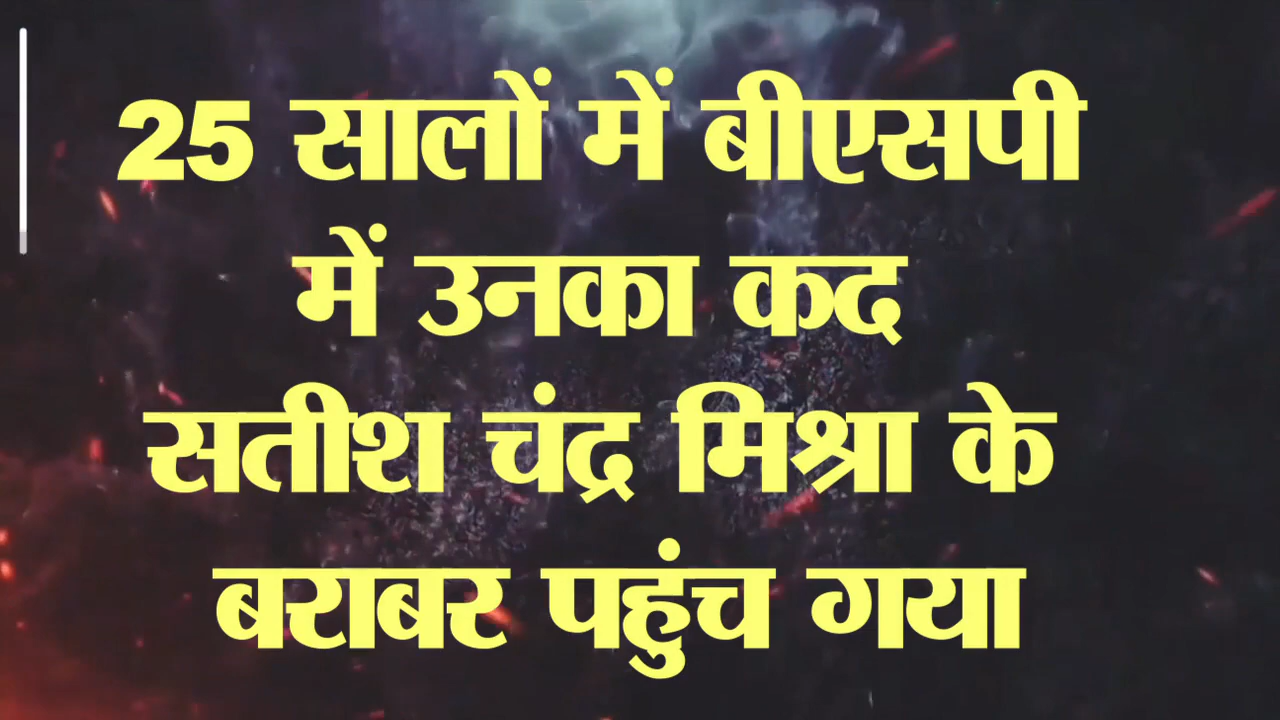 25 सालों में बीएसपी
में उनका कद
सतीश चंद्र मिश्रा के
बराबर पहुंच गया